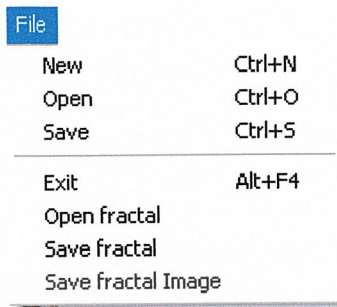 File
New Ctrl+N
Open Ctrl+O
Save Ctrl+S
Exit Alt+F4
Open fractal
Save fractal
Save fractal Image